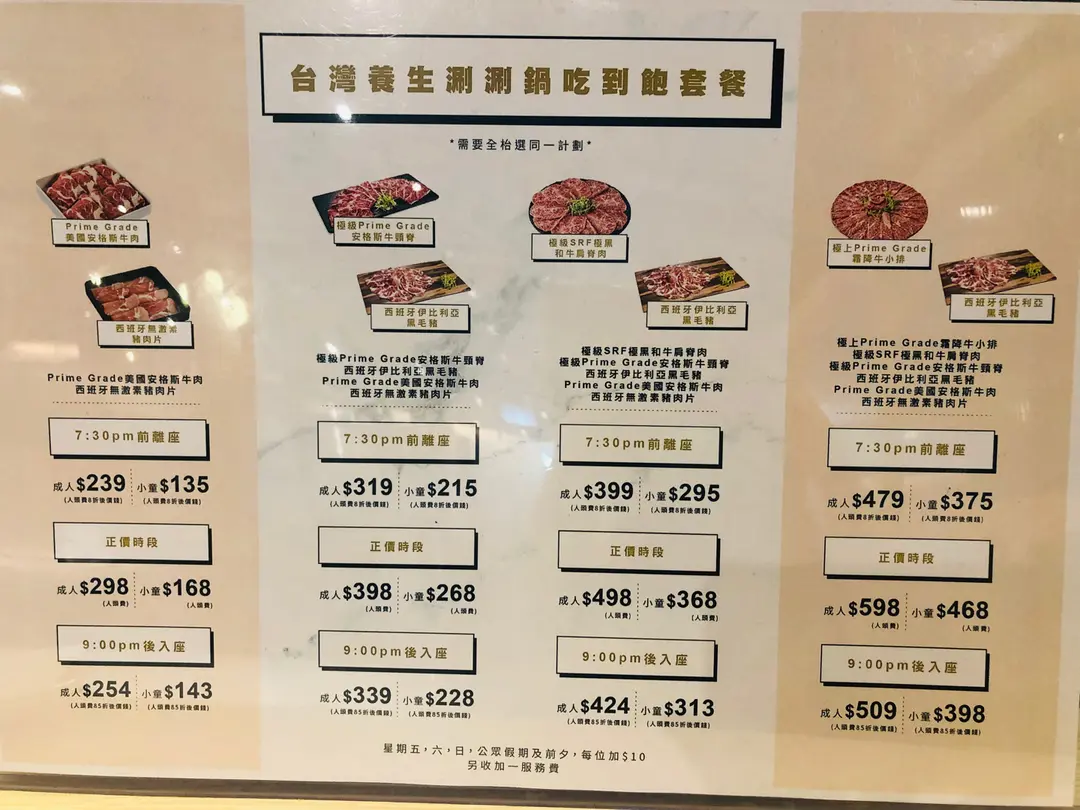 台灣養生涮涮鍋吃到飽套餐
*需要全枱選同一計劃*
Prime Grade
美國安格斯牛肉
西班牙無激素
豬肉片
Prime Grade美國安格斯牛肉
西班牙無激素豬肉片
7:30pm前離座
成人$239 小童$135
(人頭費8折後價錢) (人頭費8折後價錢)
正價時段
成人$298 小童$168
(人頭費) (人頭費)
9:00pm後入座
成人$254 小童$143
(人頭費85折後價錢) (人頭費85折後價錢)
極級Prime Grade
安格斯牛頸脊
西班牙伊比利亞
黑毛豬
極級Prime Grade安格斯牛頸脊
西班牙伊比利亞黑毛豬
Prime Grade美國安格斯牛肉
西班牙無激素豬肉片
7:30pm前離座
成人$319 小童$215
(人頭費8折後價錢) (人頭費8折後價錢)
正價時段
成人$398 小童$268
(人頭費) (人頭費)
9:00pm後入座
成人$339 小童$228
(人頭費85折後價錢) (人頭費85折後價錢)
極級SRF極黑
和牛肩脊肉
西班牙伊比利亞
黑毛豬
極級SRF極黑和牛肩脊肉
極級Prime Grade安格斯牛頸脊
西班牙伊比利亞黑毛豬
Prime Grade美國安格斯牛肉
西班牙無激素豬肉片
7:30pm前離座
成人$399 小童$295
(人頭費8折後價錢) (人頭費8折後價錢)
正價時段
成人$498 小童$368
(人頭費) (人頭費)
9:00pm後入座
成人$424 小童$313
(人頭費85折後價錢) (人頭費85折後價錢)
極上Prime Grade
霜降牛小排
西班牙伊比利亞
黑毛豬
極上Prime Grade霜降牛小排
極級SRF極黑和牛肩脊肉
極級Prime Grade安格斯牛頸脊
西班牙伊比利亞黑毛豬
Prime Grade美國安格斯牛肉
西班牙無激素豬肉片
7:30pm前離座
成人$479 小童$375
(人頭費8折後價錢) (人頭費8折後價錢)
正價時段
成人$598 小童$468
(人頭費) (人頭費)
9:00pm後入座
成人$509 小童$398
(人頭費85折後價錢) (人頭費85折後價錢)
星期五,六,日,公眾假期及前夕,每位加$10
另收加一服務費